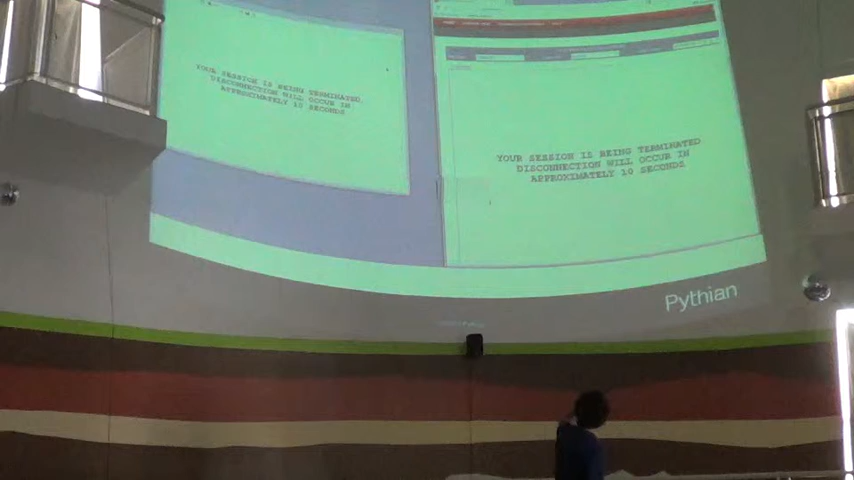 YOUR SESSION IS BEING TERMINATED
DISCONNECTION WILL OCCUR IN
APPROXIMATELY 10 SECONDS
YOUR SESSION IS BEING TERMINATED
DISCONNECTION WILL OCCUR IN
APPROXIMATELY 10 SECONDS
Pythian